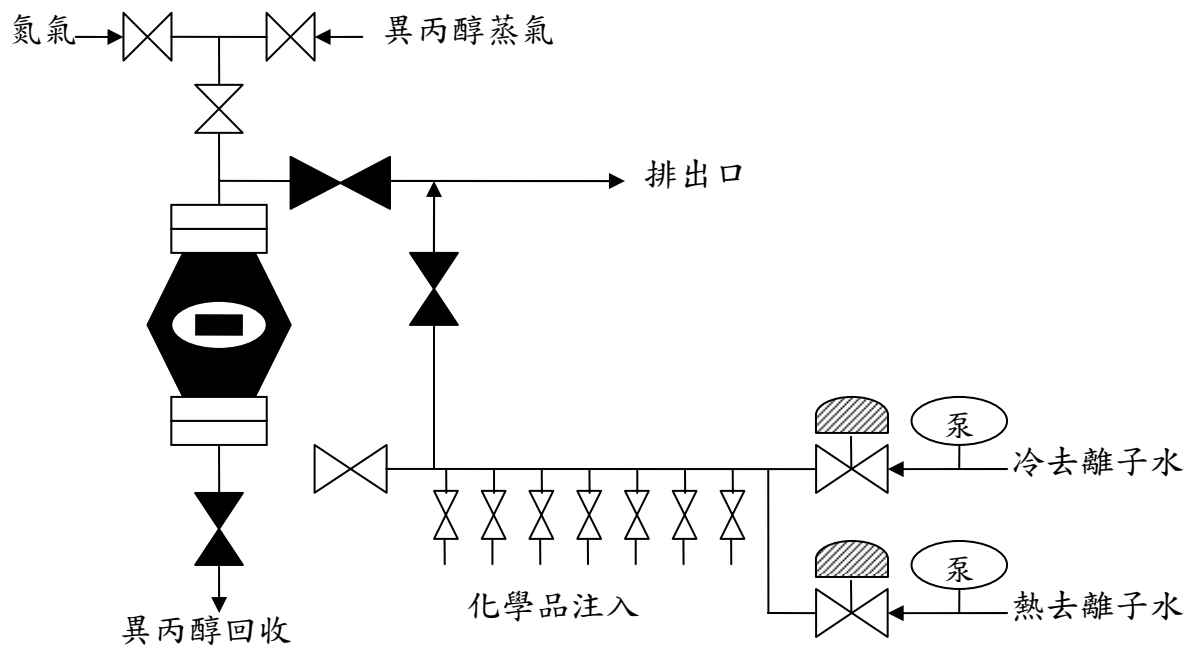 氮氣
異丙醇蒸氣
排出口
泵
冷去離子水
泵
熱去離子水
化學品注入
異丙醇回收